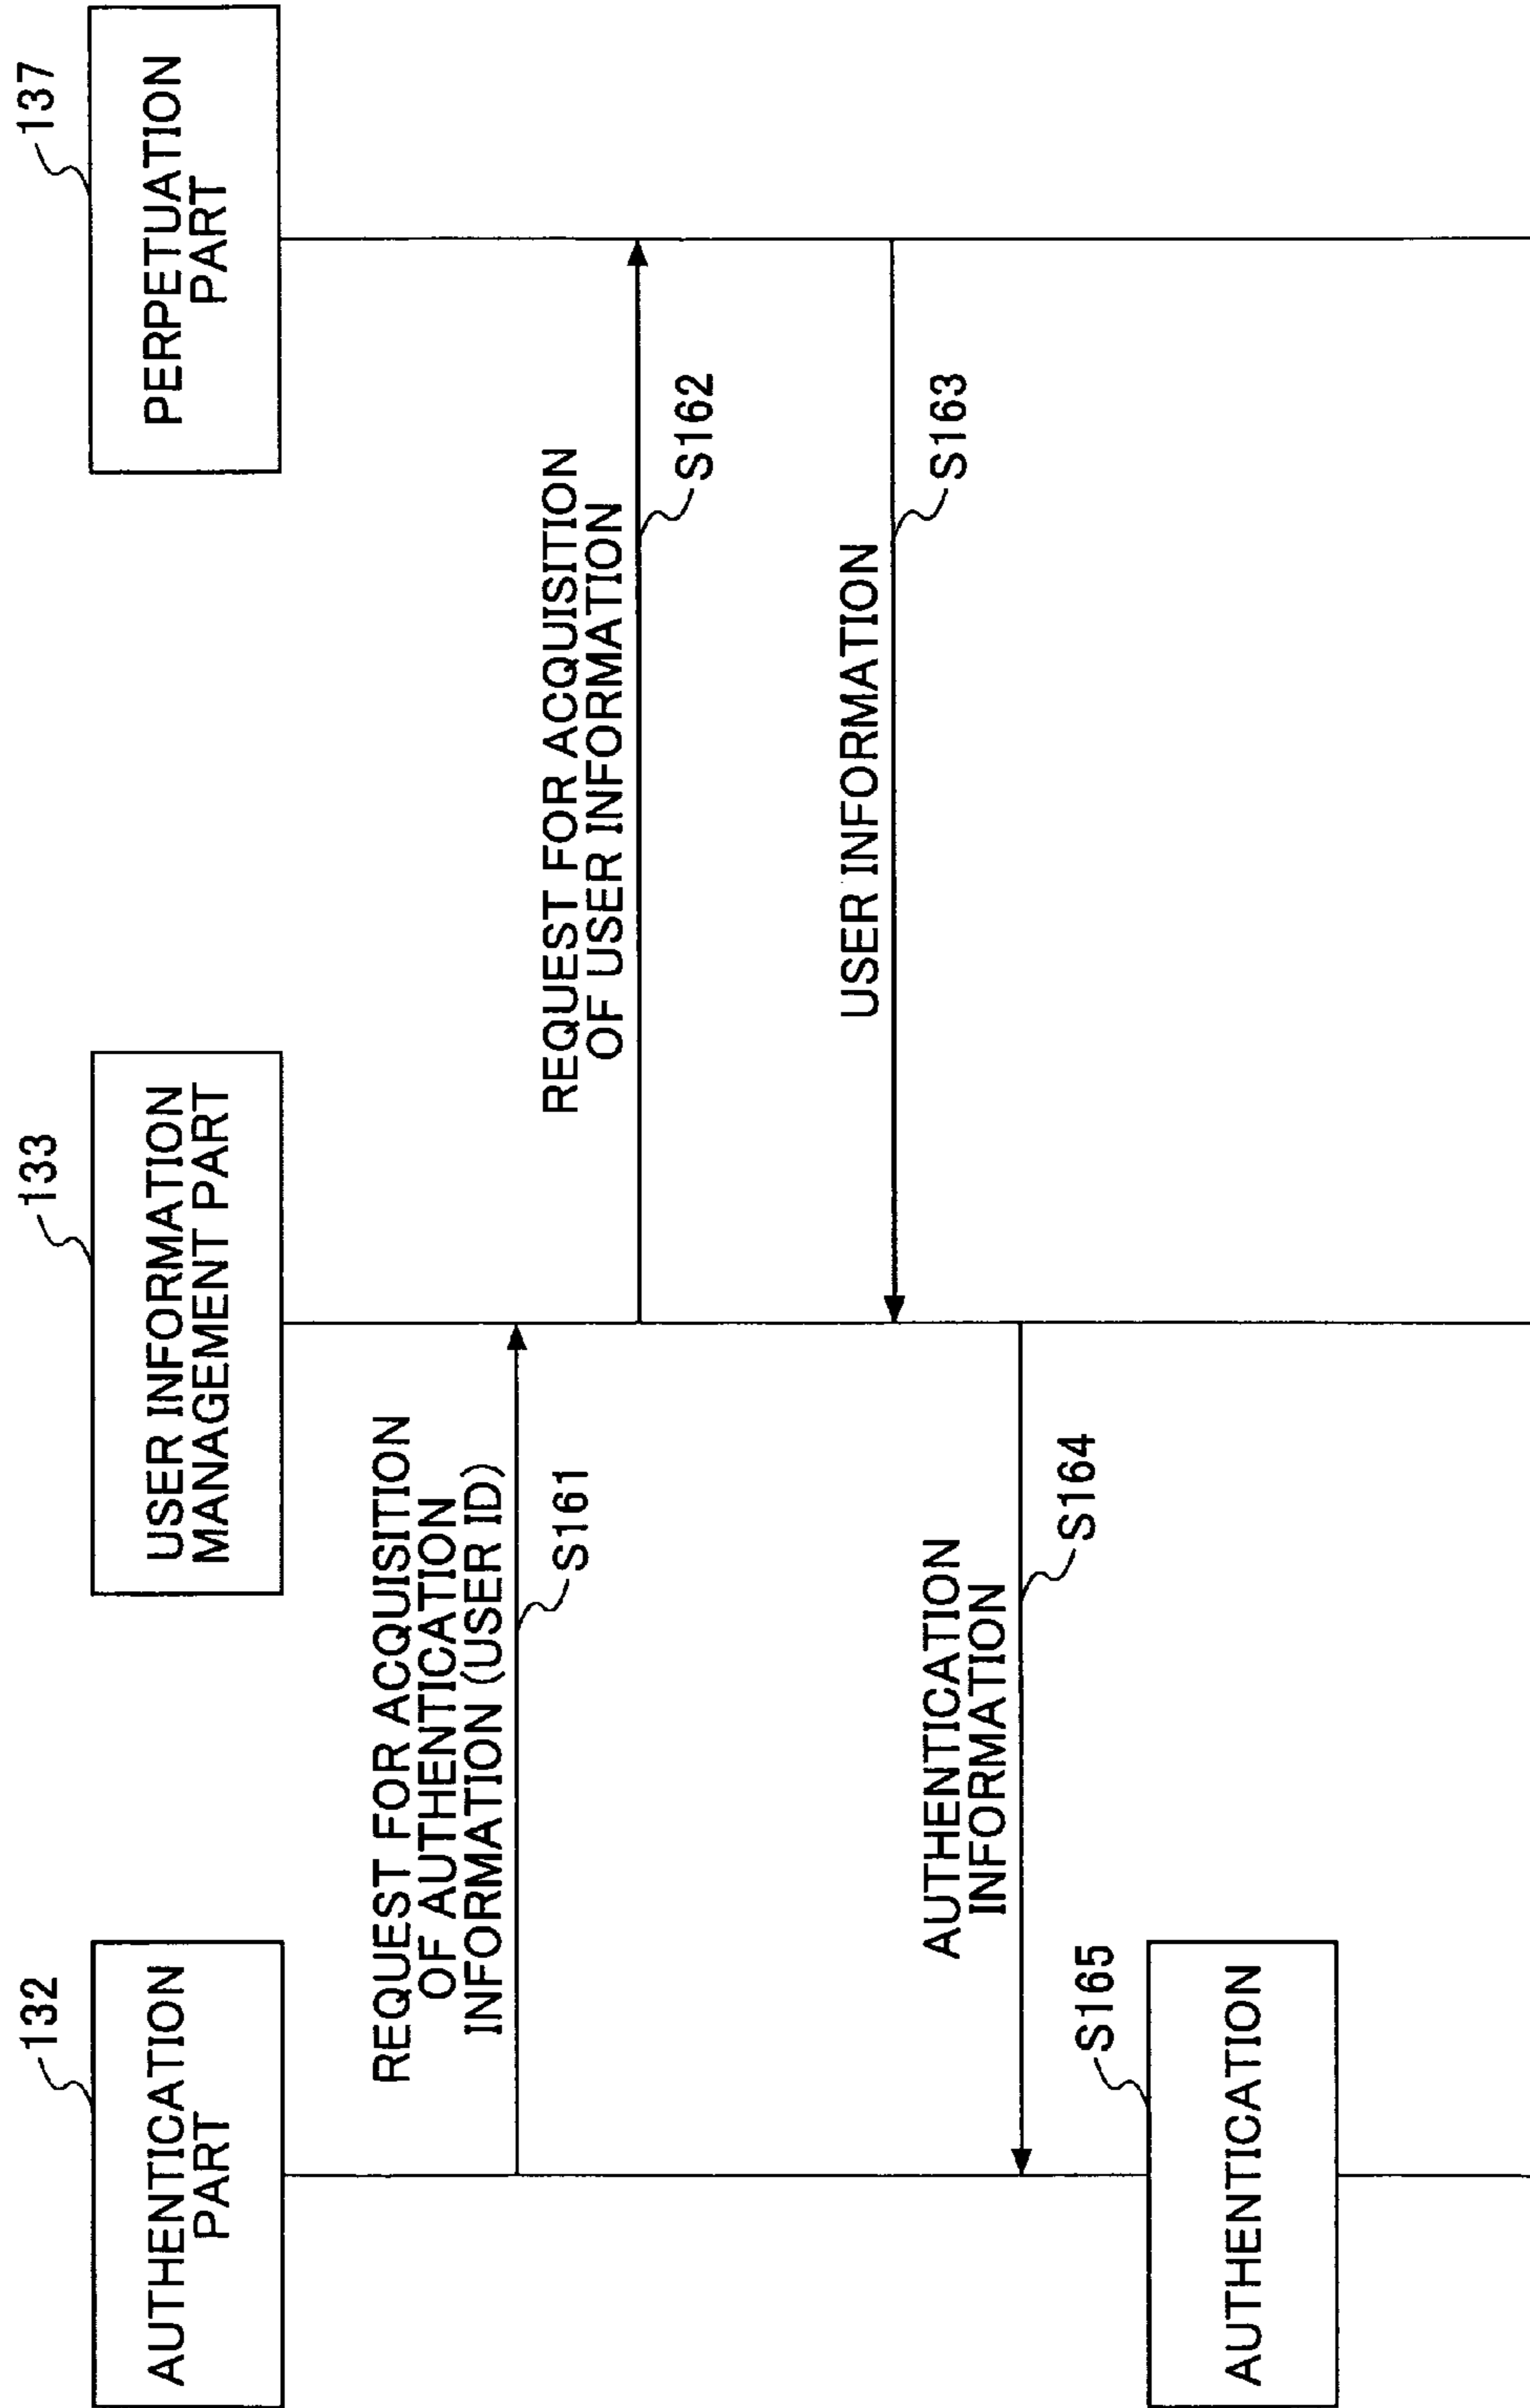 132
AUTHENTICATION
PART
133
USER INFORMATION
MANAGEMENT PART
137
PERPETUATION
PART
REQUEST FOR ACQUISITION
OF AUTHENTICATION
INFORMATION (USER ID)
S161
REQUEST FOR ACQUISITION
OF USER INFORMATION
S162
USER INFORMATION
S163
AUTHENTICATION
INFORMATION
S164
S165
AUTHENTICATION